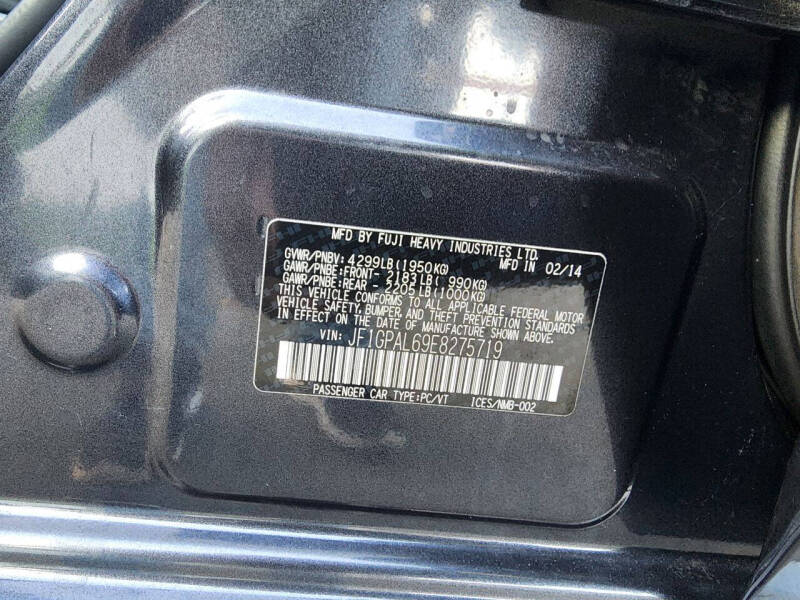 MFD BY FUJI HEAVY INDUSTRIES LTD.
GVWR/PNBV: 4299LB(1950KG) MFD IN 02/14
GAWR/PNBE:FRONT- 2183LB( 990KG)
GAWR/PNBE:REAR - 2205LB(1000KG)
THIS VEHICLE CONFORMS TO ALL APPLICABLE FEDERAL MOTOR
VEHICLE SAFETY, BUMPER, AND THEFT PREVENTION STANDARDS
IN EFFECT ON THE DATE OF MANUFACTURE SHOWN ABOVE.
VIN: JF1GPAL69E8275719
PASSENGER CAR TYPE:PC/VT ICES/NMB-002